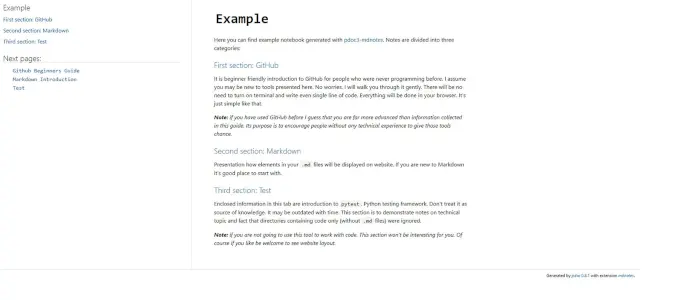 Example
First section: GitHub
Second section: Markdown
Third section: Test
Next pages:
Github Beginners Guide
Markdown Introduction
Test
Example
Here you can find example notebook generated with pdoc3-mdnotes. Notes are divided into three
categories:
First section: GitHub
It is beginner friendly introduction to GitHub for people who were never programming before. I assume
you may be new to tools presented here. No worries. I will walk you through it gently. There will be no
need to turn on terminal and write even single line of code. Everything will be done in your browser. It's
just simple like that.
Note: If you have used GitHub before I guess that you are far more advanced than information collected
in this guide. Its purpose is to encourage people without any technical experience to give those tools
chance.
Second section: Markdown
Presentation how elements in your .md files will be displayed on website. If you are new to Markdown
it's good place to start with.
Third section: Test
Enclosed information in this tab are introduction to pytest. Python testing framework. Don't treat it as
source of knowledge. It may be outdated with time. This section is to demonstrate notes on technical
topic and fact that directories containing code only (without .md files) were ignored.
Note: If you are not going to use this tool to work with code. This section won't be interesting for you. Of
course if you like be welcome to see website layout.
Generated by pdoc 0.8.1 with extension mdnotes.